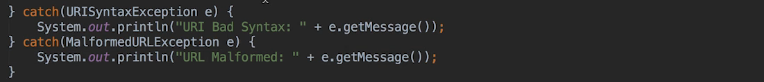 } catch(URISyntaxException e) {
    System.out.println("URI Bad Syntax: " + e.getMessage());
} catch(MalformedURLException e) {
    System.out.println("URL Malformed: " + e.getMessage());
}